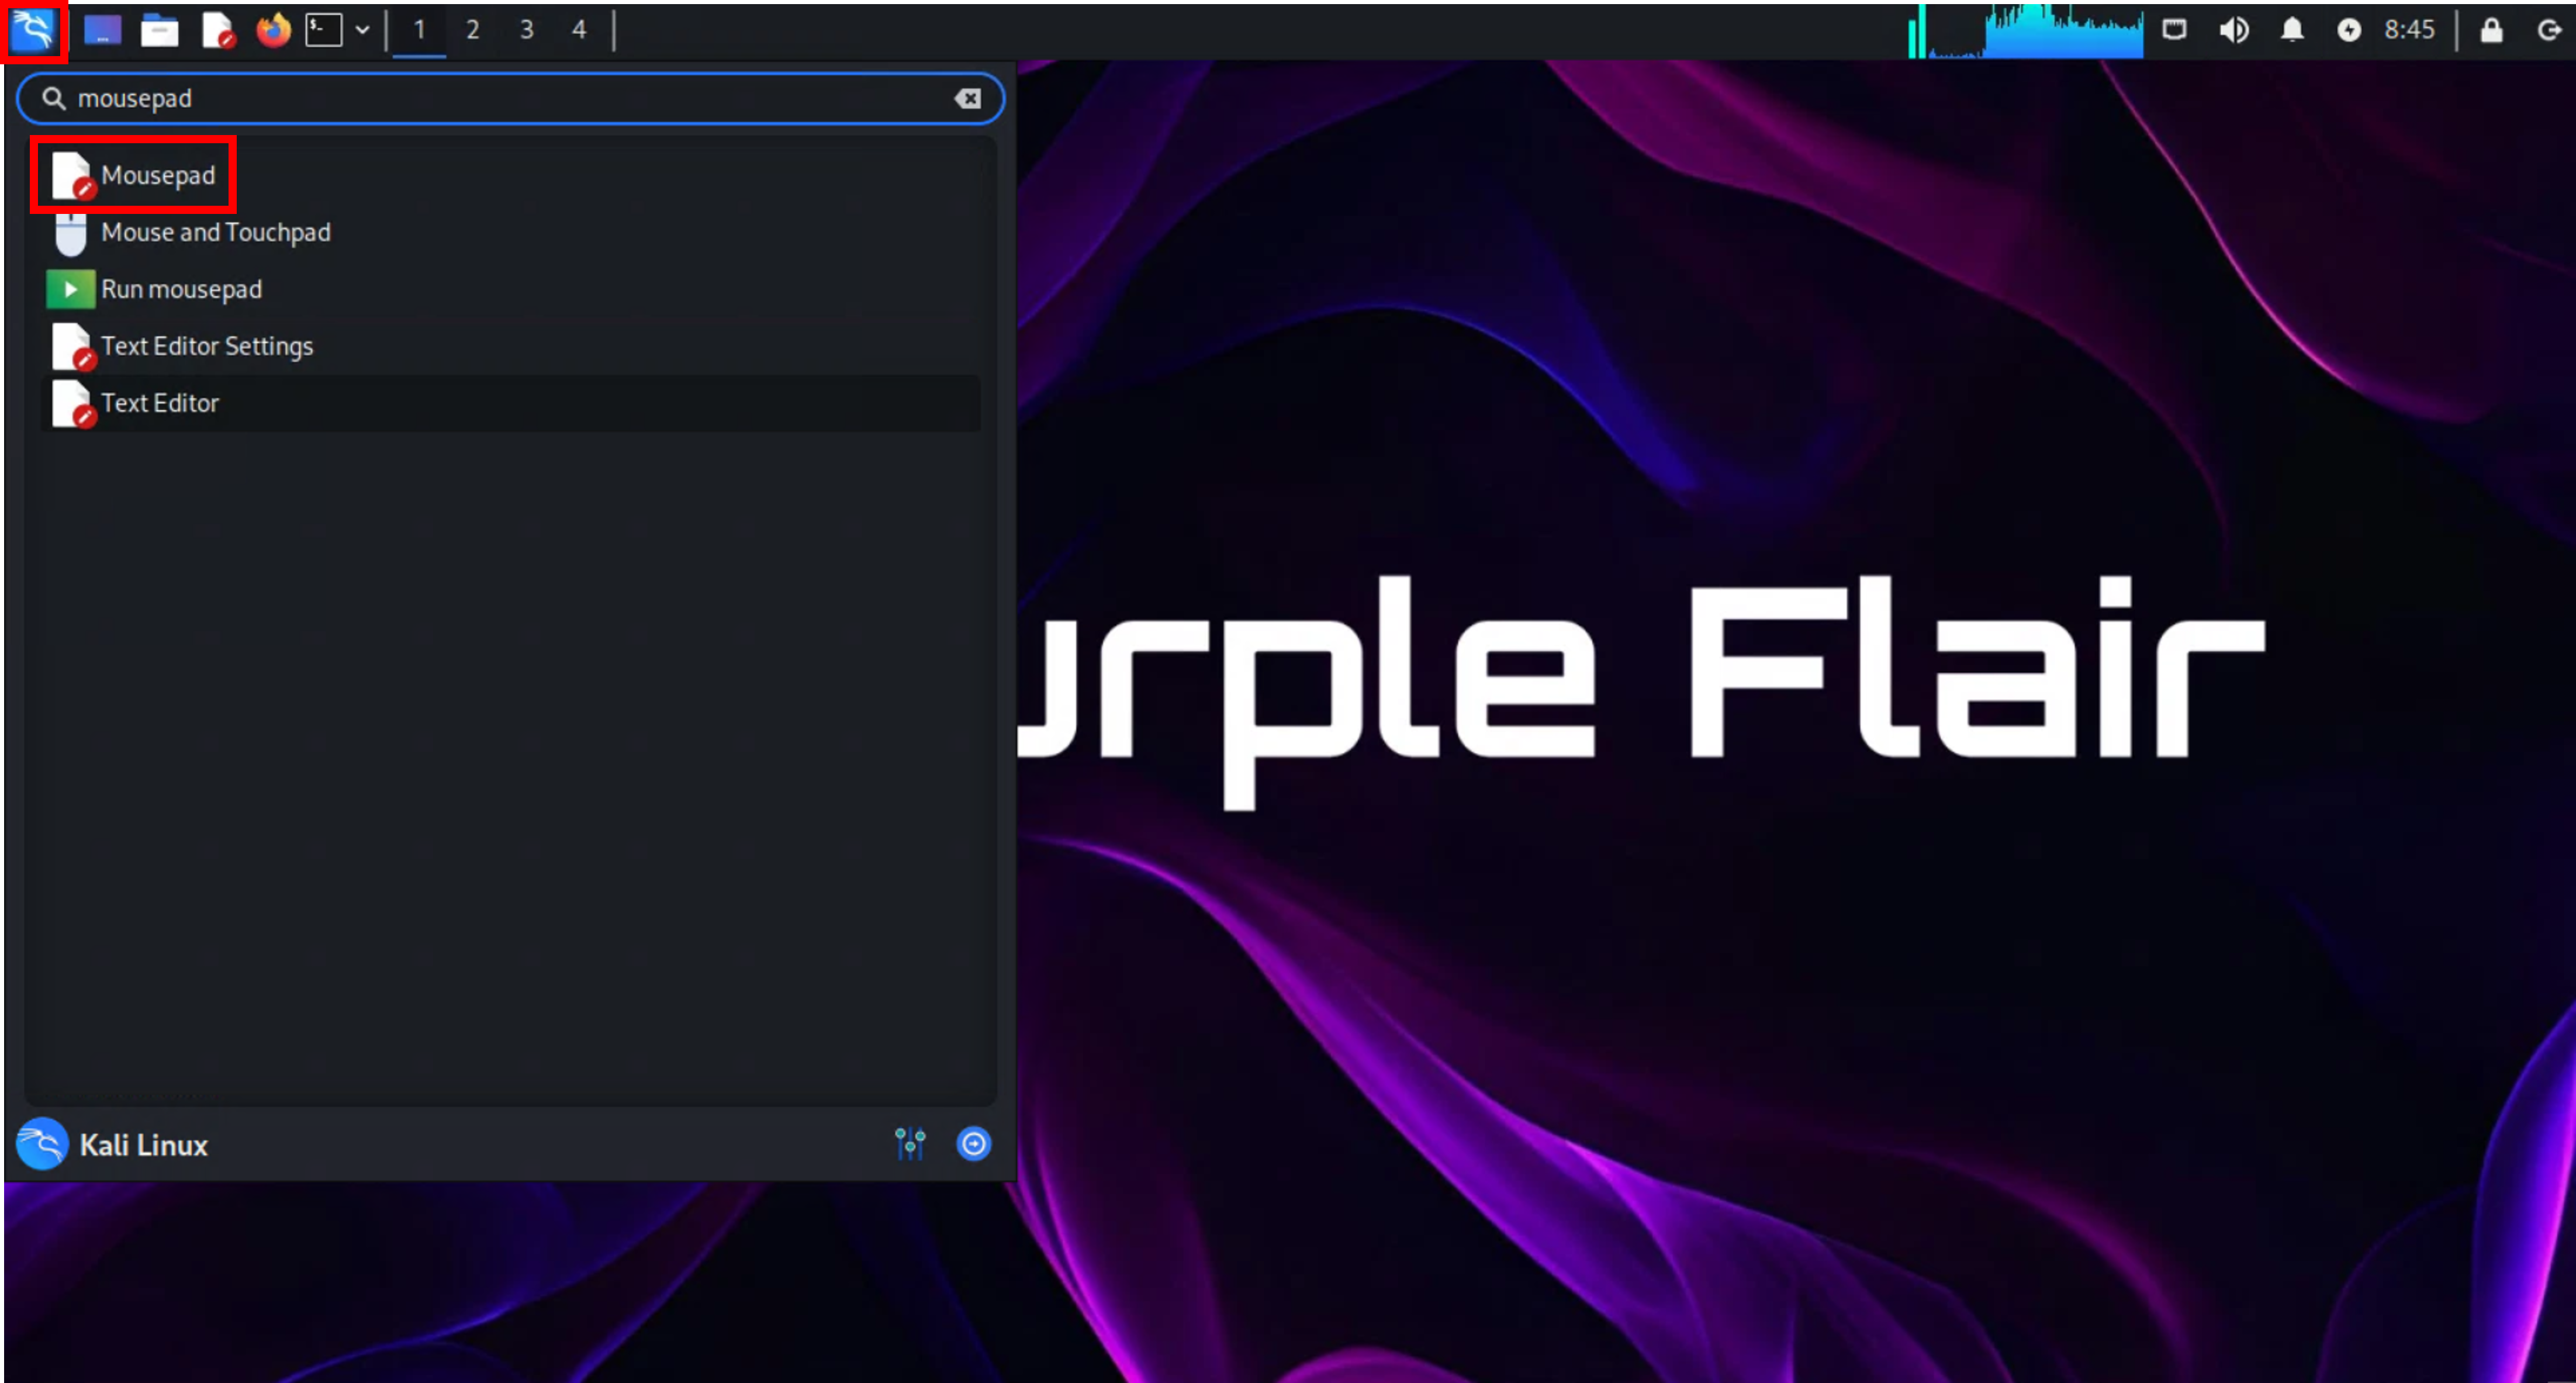 1 2 3 4 8:45
mousepad
Mousepad
Mouse and Touchpad
Run mousepad
Text Editor Settings
Text Editor
urple Flair
Kali Linux